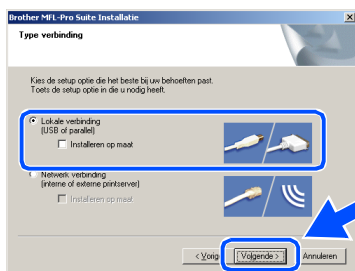 Brother MFL-Pro Suite Installatie
Type verbinding
Kies de setup optie die het beste bij uw behoeften past.
Toets de setup optie in die u nodig heeft.
Lokale verbinding
(USB of parallel)
Installeren op maat
Netwerk verbinding
(interne of externe printserver)
Installeren op maat
< Vorig Volgende > Annuleren